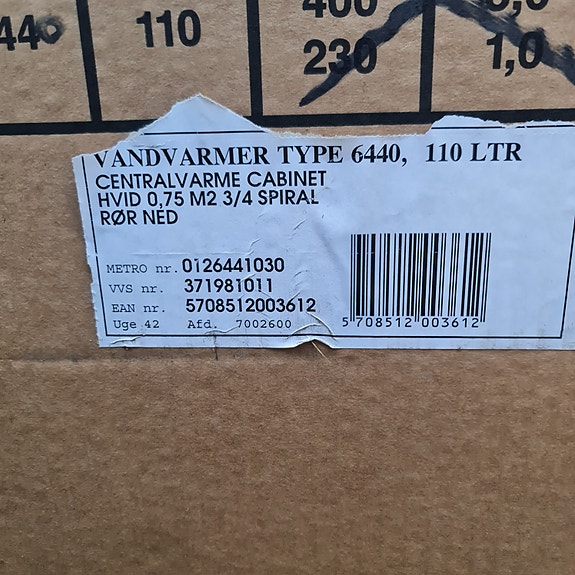 440 110 400
230 1,0
VANDVARMER TYPE 6440, 110 LTR
CENTRALVARME CABINET
HVID 0,75 M2 3/4 SPIRAL
RØR NED
METRO nr. 0126441030
VVS nr. 371981011
EAN nr. 5708512003612
Uge 42 Afd. 7002600
5 708512 003612